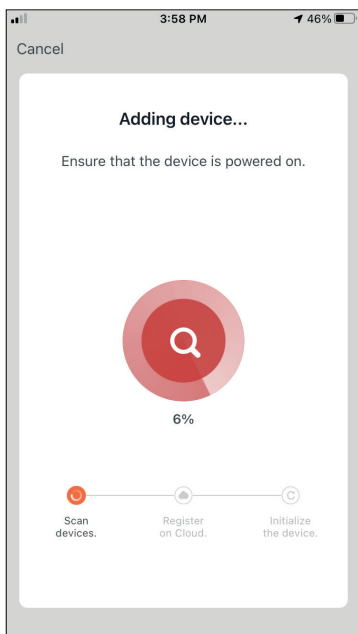 3:58 PM
46%
Cancel
Adding device...
Ensure that the device is powered on.
6%
Scan
devices.
Register
on Cloud.
Initialize
the device.